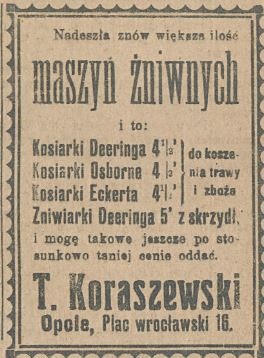 Nadeszła znów większa ilość
maszyn żniwnych
i to:
Kosiarki Deeringa 4½' do kosze-
Kosiarki Osborne 4½' nia trawy
Kosiarki Eckerta 4½' i zboża
Żniwiarki Deeringa 5' z skrzydł.
i mogę takowe jeszcze po sto-
sunkowo taniej cenie oddać.
T. Koraszewski
Opole, Plac wrocławski 16.